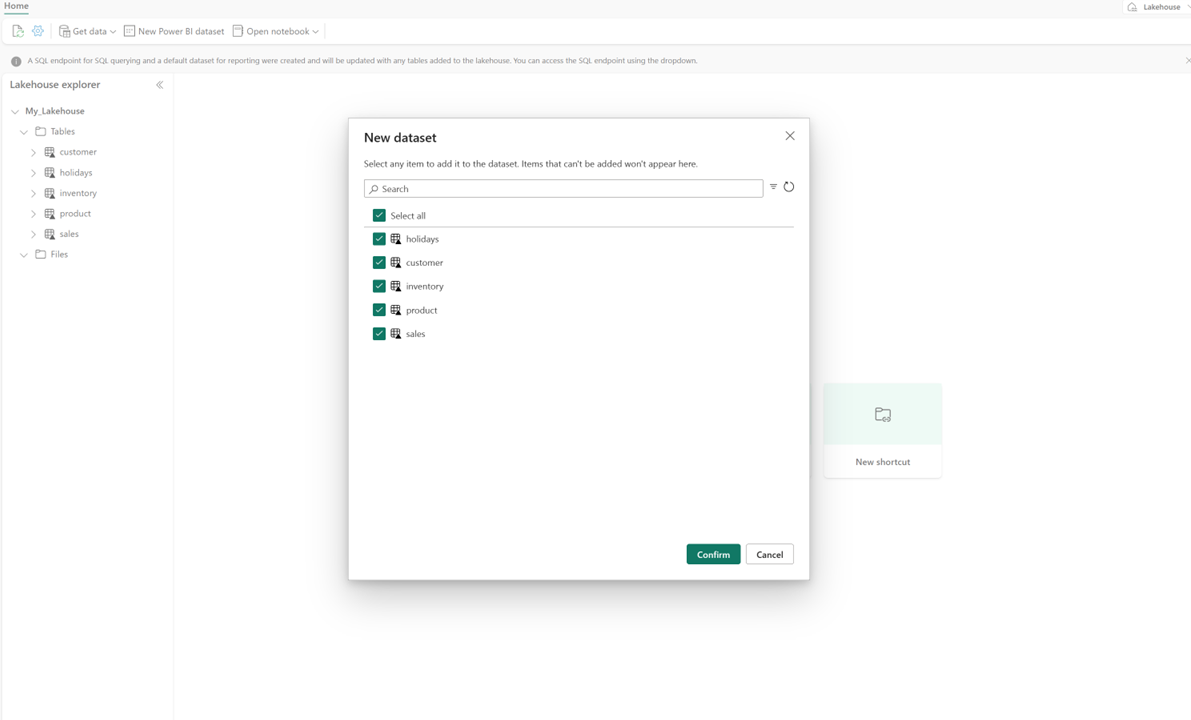 Home
Lakehouse
Get data
New Power BI dataset
Open notebook
A SQL endpoint for SQL querying and a default dataset for reporting were created and will be updated with any tables added to the lakehouse. You can access the SQL endpoint using the dropdown.
Lakehouse explorer
My_Lakehouse
Tables
customer
holidays
inventory
product
sales
Files
New dataset
Select any item to add it to the dataset. Items that can't be added won't appear here.
Search
Select all
holidays
customer
inventory
product
sales
Confirm
Cancel
New shortcut